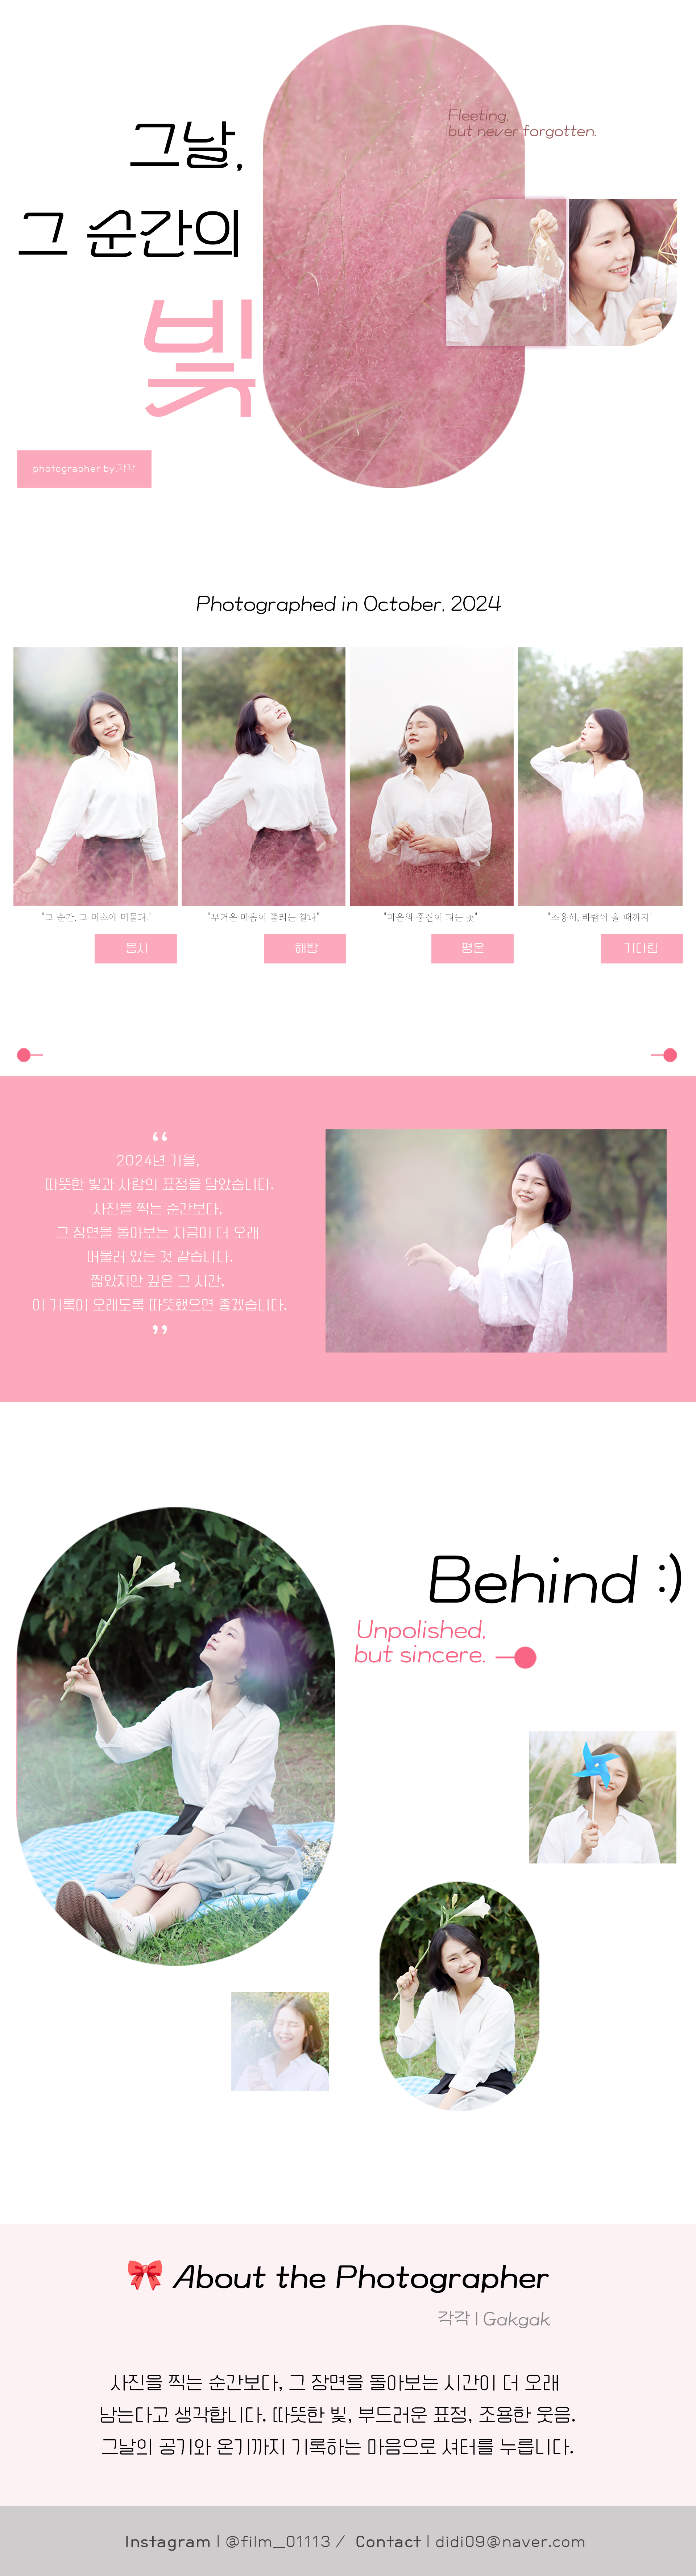 그날,
그 순간의
빛
Fleeting,
but never forgotten.
photographer by.각각
Photographed in October, 2024
"그 순간, 그 미소에 머물다."
"무거운 마음이 풀리는 찰나"
"마음의 중심이 되는 곳"
"조용히, 바람이 올 때까지"
응시
해방
평온
기다림
“
2024년 가을,
따뜻한 빛과 사람의 표정을 담았습니다.
사진을 찍는 순간보다,
그 장면을 돌아보는 지금이 더 오래
머물러 있는 것 같습니다.
짧았지만 깊은 그 시간,
이 기록이 오래도록 따뜻했으면 좋겠습니다.
”
Behind :)
Unpolished,
but sincere.
About the Photographer
각각 | Gakgak
사진을 찍는 순간보다, 그 장면을 돌아보는 시간이 더 오래
남는다고 생각합니다. 따뜻한 빛, 부드러운 표정, 조용한 웃음.
그날의 공기와 온기까지 기록하는 마음으로 셔터를 누릅니다.
Instagram | @film_01113 / Contact | didi09@naver.com